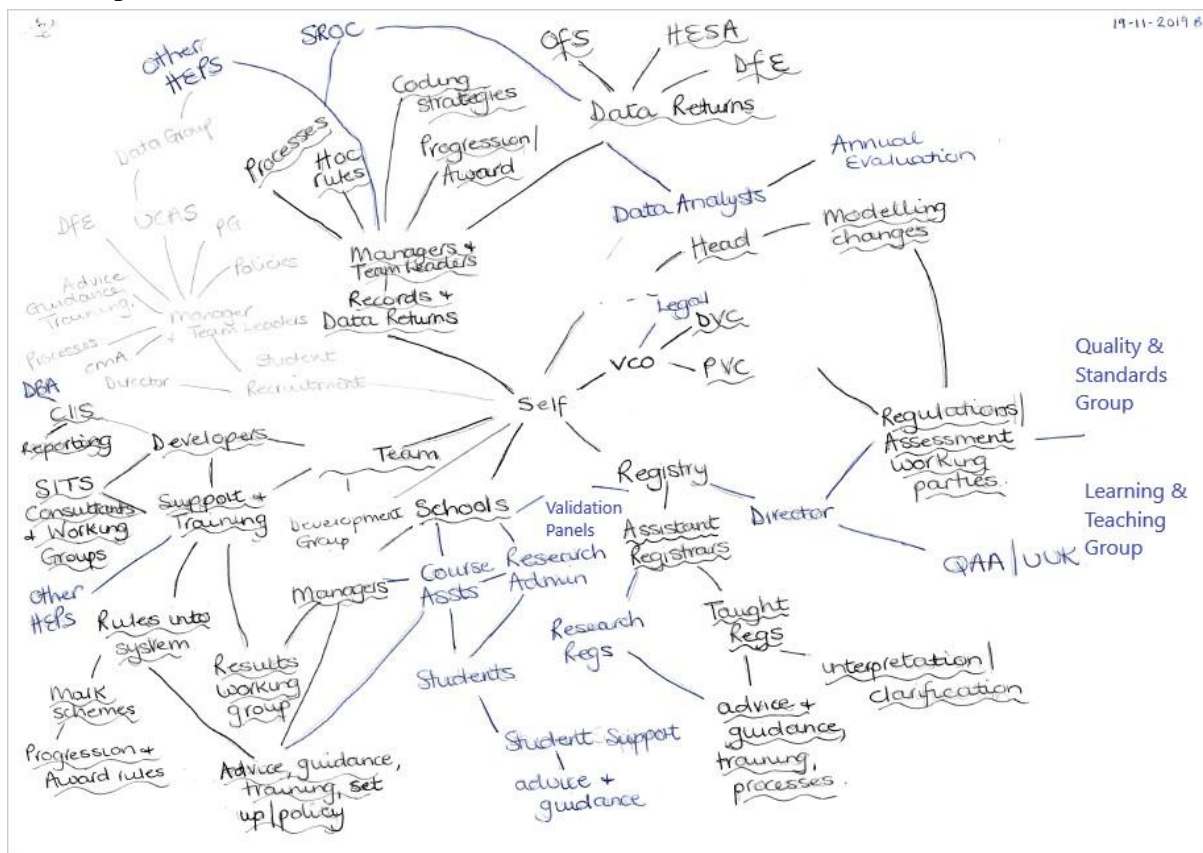 19-11-2019 B
SROC
OfS
HESA
DfE
Other
HEPS
Coding
strategies
Data Returns
Data Group
Processes
HoC
rules
Progression/
Award
Annual
Evaluation
DfE
UCAS
PG
Policies
Data Analysts
Head
Modelling
changes
Advice
Guidance
Training,
Manager
+ Team Leaders
Managers +
Team Leaders
Records +
Data Returns
Legal
DVC
VCO
PVC
Processes
CMA
Student
Recruitment
Director
Self
Quality &
Standards
Group
DBA
CIS
Reporting
Developers
Team
Regulations/
Assessment
working
parties.
SITS
Consultants
+ Working
Groups
Support +
Training
Development
Group
Schools
Validation
Panels
Registry
Assistant
Registrars
Director
Learning &
Teaching
Group
QAA/UUK
Other
HEPS
Managers
Course
Assts
Research
Admin
Rules into
system
Results
working
group
Students
Research
Regs
Taught
Regs
interpretation/
clarification
Mark
schemes
Progression +
Award rules
Advice, guidance,
training, set
up/policy
Student Support
advice +
guidance
advice +
guidance,
training,
processes.